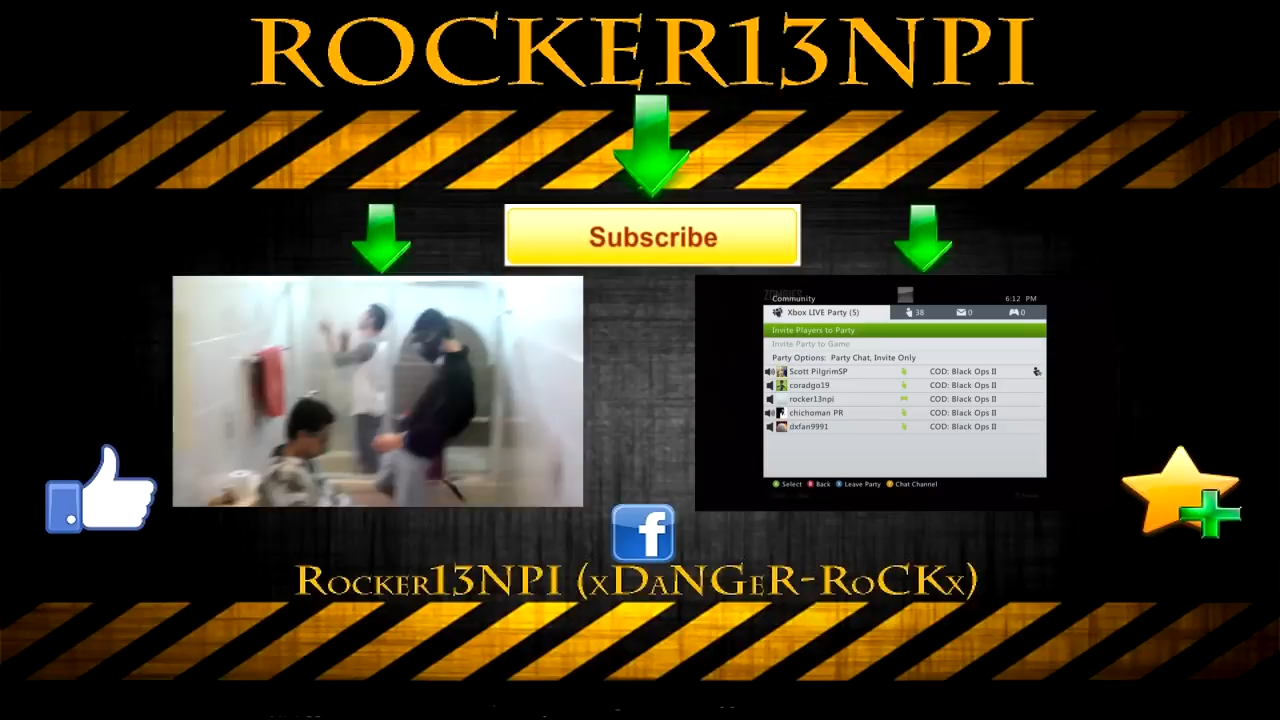 ROCKER13NPI
Subscribe
ZOMBIES
Community 6:12 PM
Xbox LIVE Party (5) 38 0 0
Invite Players to Party
Invite Party to Game
Party Options: Party Chat, Invite Only
Scott PilgrimSP COD: Black Ops II
coradgo19 COD: Black Ops II
rocker13npi COD: Black Ops II
chichoman PR COD: Black Ops II
dxfan9991 COD: Black Ops II
Select Back Leave Party Chat Channel
f
Rocker13NPI (xDaNGeR-RoCKx)